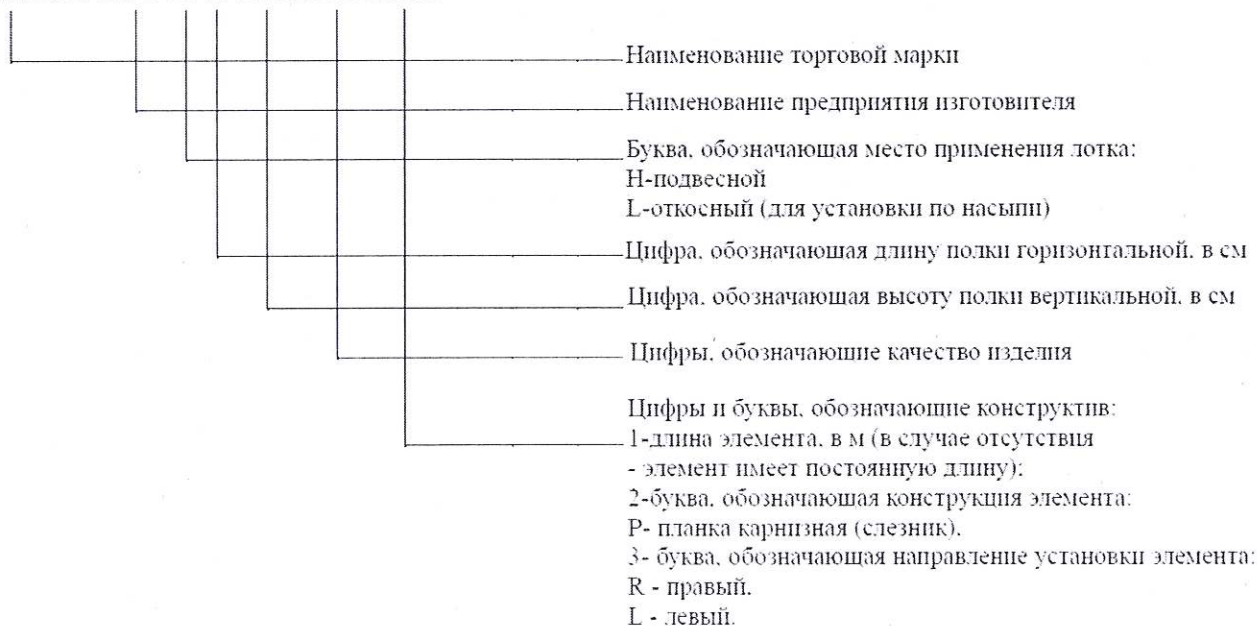 Наименование торговой марки
Наименование предприятия изготовителя
Буква, обозначающая место применения лотка:
Н-подвесной
L-откосный (для установки по насыпи)
Цифра, обозначающая длину полки горизонтальной, в см
Цифра, обозначающая высоту полки вертикальной, в см
Цифры, обозначающие качество изделия
Цифры и буквы, обозначающие конструктив:
1-длина элемента, в м (в случае отсутствия
- элемент имеет постоянную длину);
2-буква, обозначающая конструкция элемента:
Р- планка карнизная (слезник).
3- буква, обозначающая направление установки элемента:
R - правый.
L - левый.